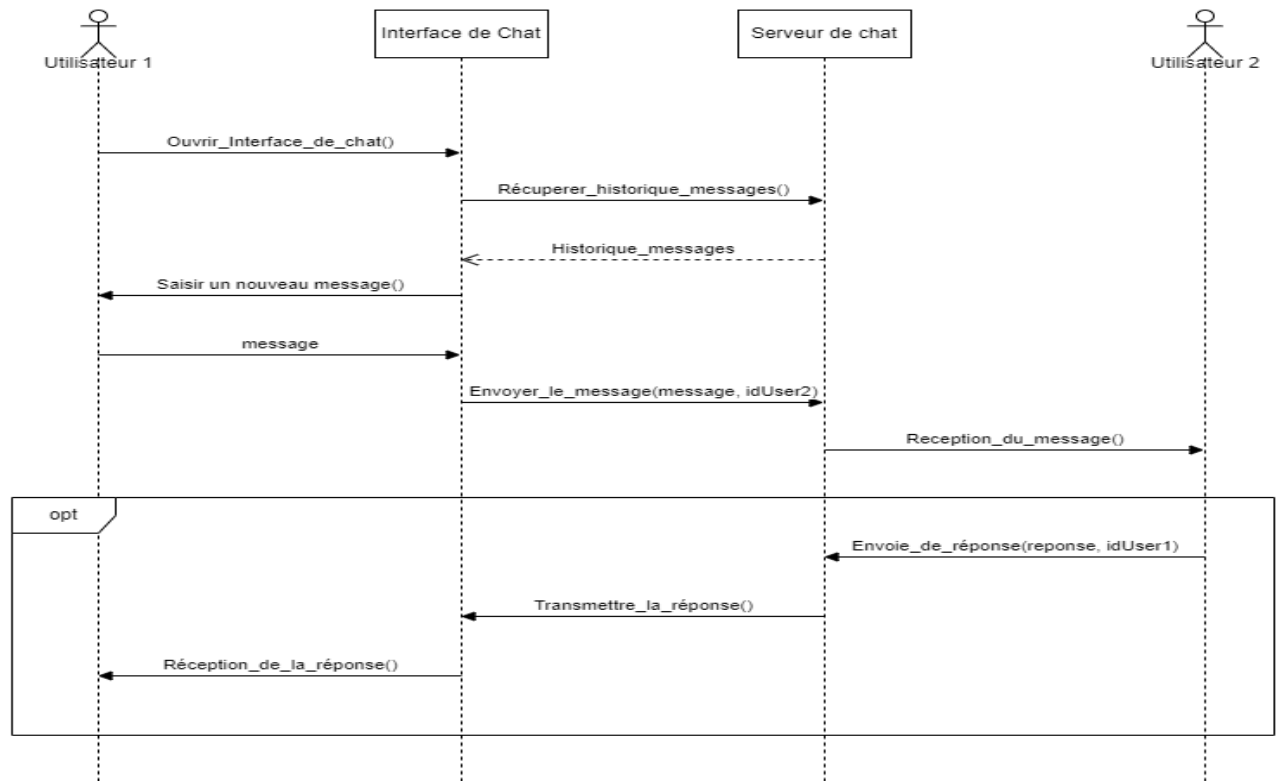 Interface de Chat
Serveur de chat
Utilisateur 1
Utilisateur 2
Ouvrir_Interface_de_chat()
Récuperer_historique_messages()
Historique_messages
Saisir un nouveau message()
message
Envoyer_le_message(message, idUser2)
Reception_du_message()
opt
Envoie_de_réponse(reponse, idUser1)
Transmettre_la_réponse()
Réception_de_la_réponse()